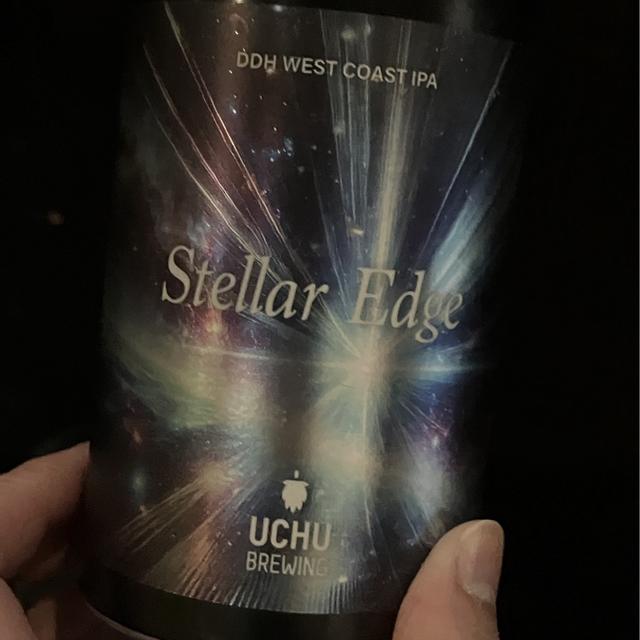 DDH WEST COAST IPA
Stellar Edge
UCHU
BREWING